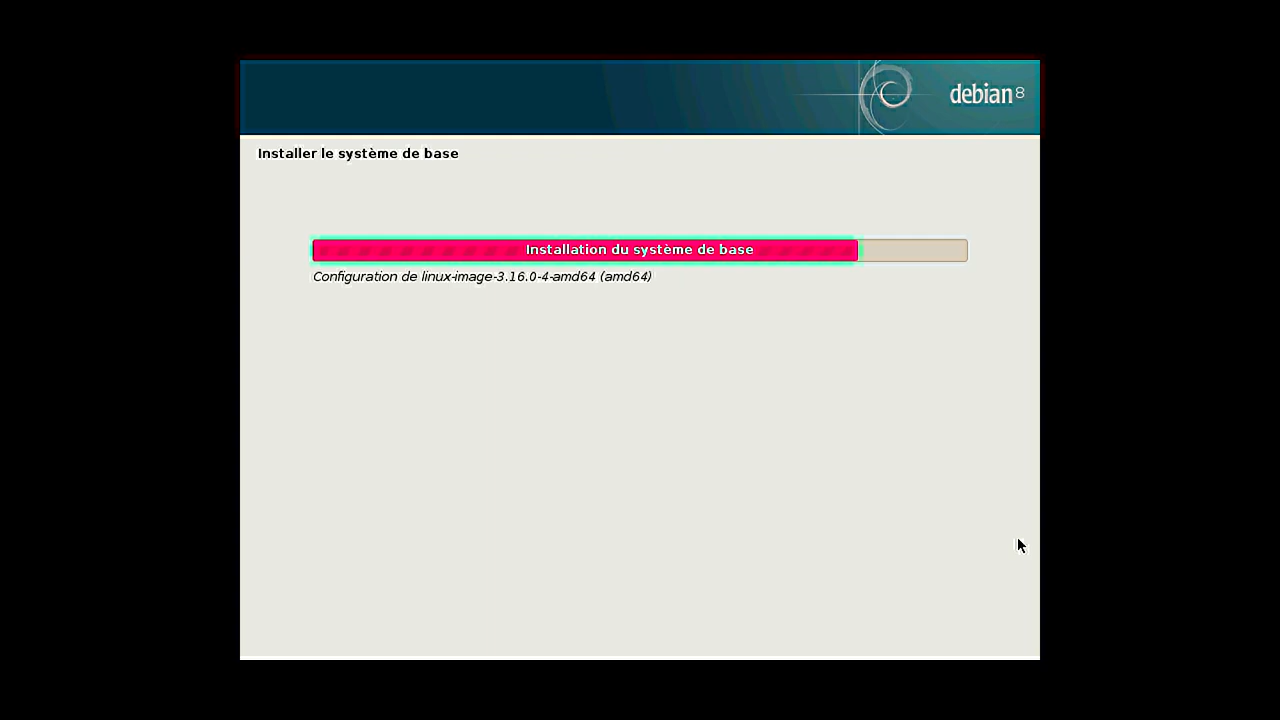 debian 8
Installer le système de base
Installation du système de base
Configuration de linux-image-3.16.0-4-amd64 (amd64)